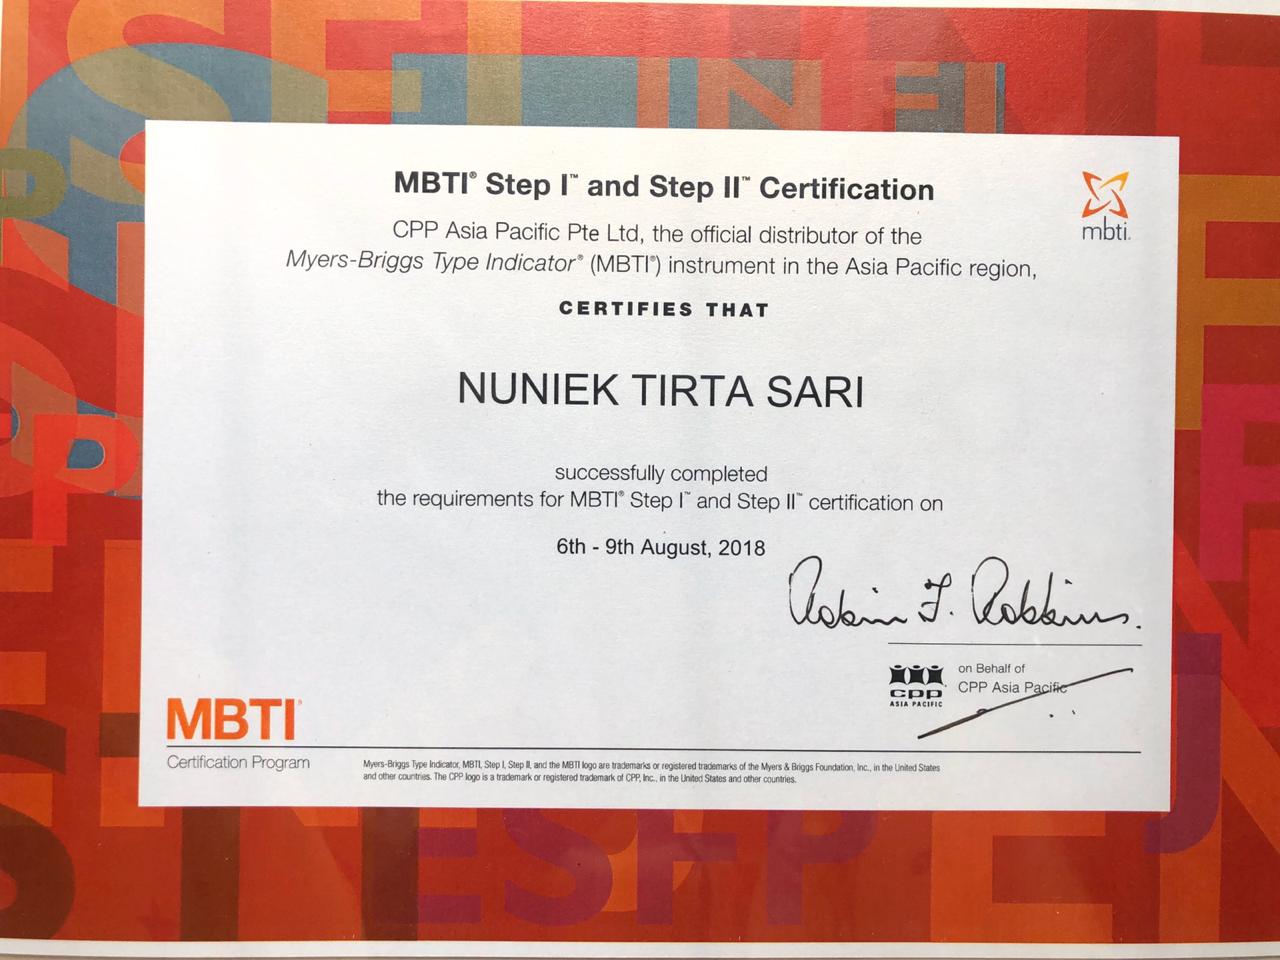 MBTI® Step I™ and Step II™ Certification
mbti.
CPP Asia Pacific Pte Ltd, the official distributor of the
Myers-Briggs Type Indicator® (MBTI®) instrument in the Asia Pacific region,
CERTIFIES THAT
NUNIEK TIRTA SARI
successfully completed
the requirements for MBTI® Step I™ and Step II™ certification on
6th - 9th August, 2018
Robin F. Robbins.
cpp
ASIA PACIFIC
on Behalf of
CPP Asia Pacific
MBTI®
Certification Program
Myers-Briggs Type Indicator, MBTI, Step I, Step II, and the MBTI logo are trademarks or registered trademarks of the Myers & Briggs Foundation, Inc., in the United States
and other countries. The CPP logo is a trademark or registered trademark of CPP, Inc., in the United States and other countries.
ESFP